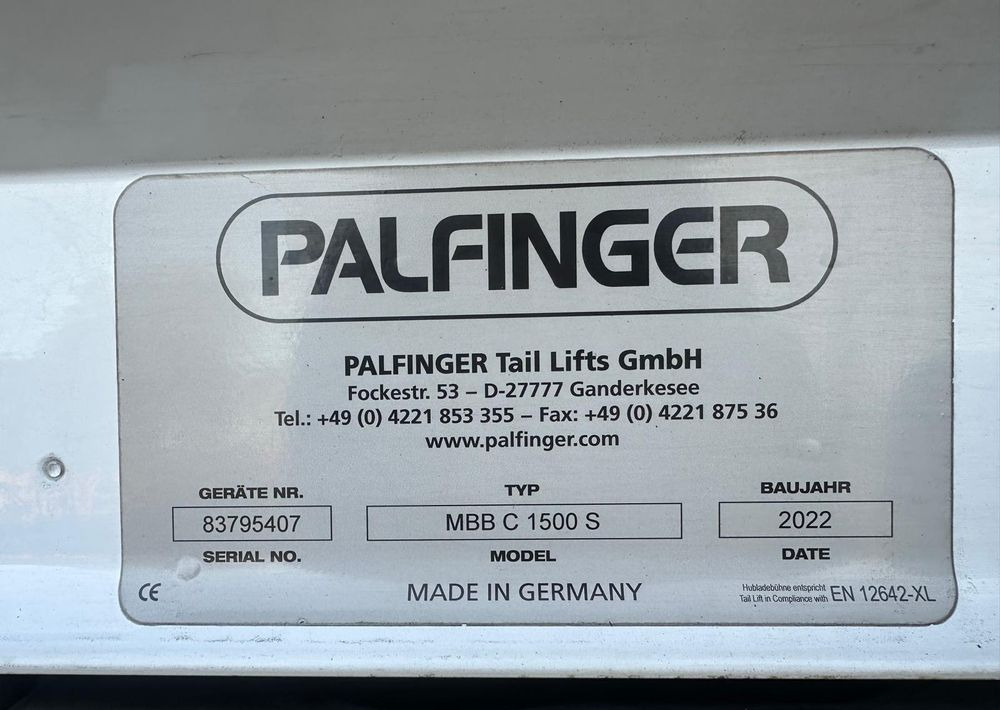 PALFINGER
PALFINGER Tail Lifts GmbH
Fockestr. 53 – D-27777 Ganderkesee
Tel.: +49 (0) 4221 853 355 – Fax: +49 (0) 4221 875 36
www.palfinger.com
GERÄTE NR. TYP BAUJAHR
83795407 MBB C 1500 S 2022
SERIAL NO. MODEL DATE
CE MADE IN GERMANY Hubladebühne entspricht
Tail Lift in Compliance with EN 12642-XL